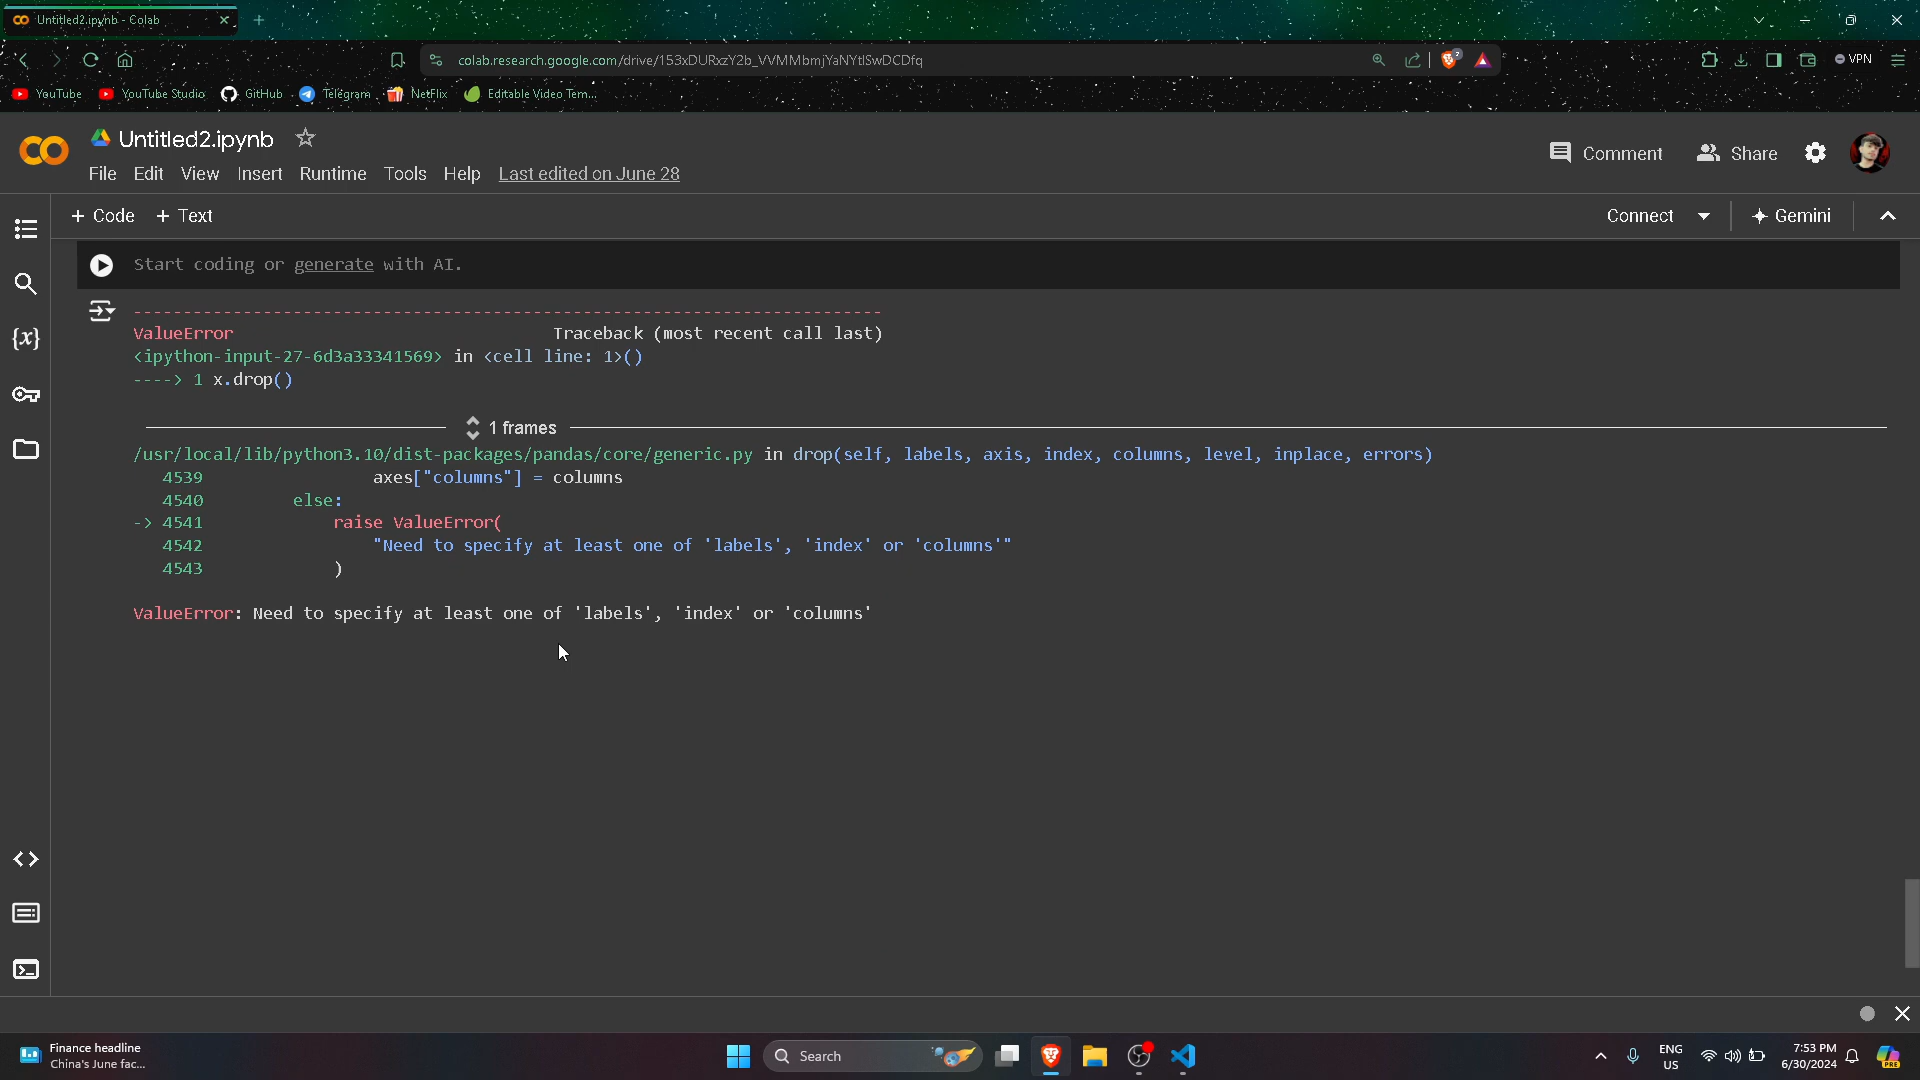 Untitled2.ipynb - Colab
colab.research.google.com/drive/153xDURxzY2b_VVMMbmjYaNYtlSwDCDfq
VPN
YouTube
YouTube Studio
GitHub
Telegram
NetFlix
Editable Video Tem...
Untitled2.ipynb
Comment
Share
File Edit View Insert Runtime Tools Help Last edited on June 28
+ Code + Text
Connect
Gemini
Start coding or generate with AI.
---------------------------------------------------------------------------
ValueError Traceback (most recent call last)
<ipython-input-27-6d3a33341569> in <cell line: 1>()
----> 1 x.drop()
1 frames
/usr/local/lib/python3.10/dist-packages/pandas/core/generic.py in drop(self, labels, axis, index, columns, level, inplace, errors)
4539 axes["columns"] = columns
4540 else:
-> 4541 raise ValueError(
4542 "Need to specify at least one of 'labels', 'index' or 'columns'"
4543 )
ValueError: Need to specify at least one of 'labels', 'index' or 'columns'
{x}
Finance headline
China's June fac...
Search
ENG
US
7:53 PM
6/30/2024
PRE